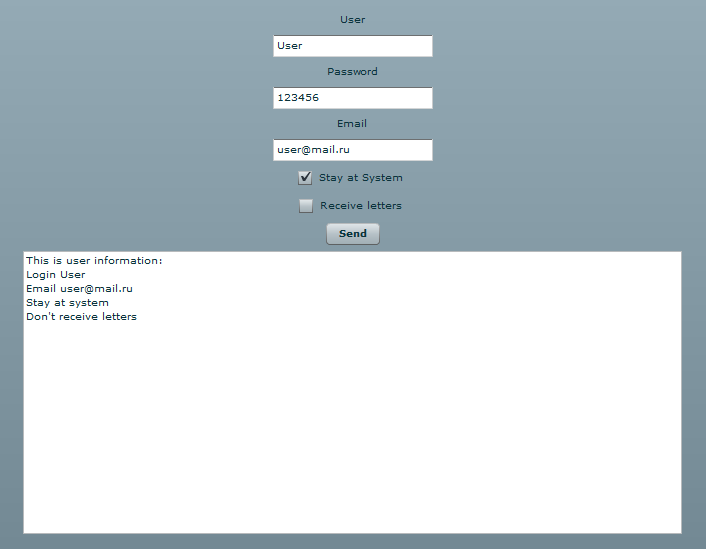 User
User
Password
123456
Email
user@mail.ru
Stay at System
Receive letters
Send
This is user information:
Login User
Email user@mail.ru
Stay at system
Don't receive letters